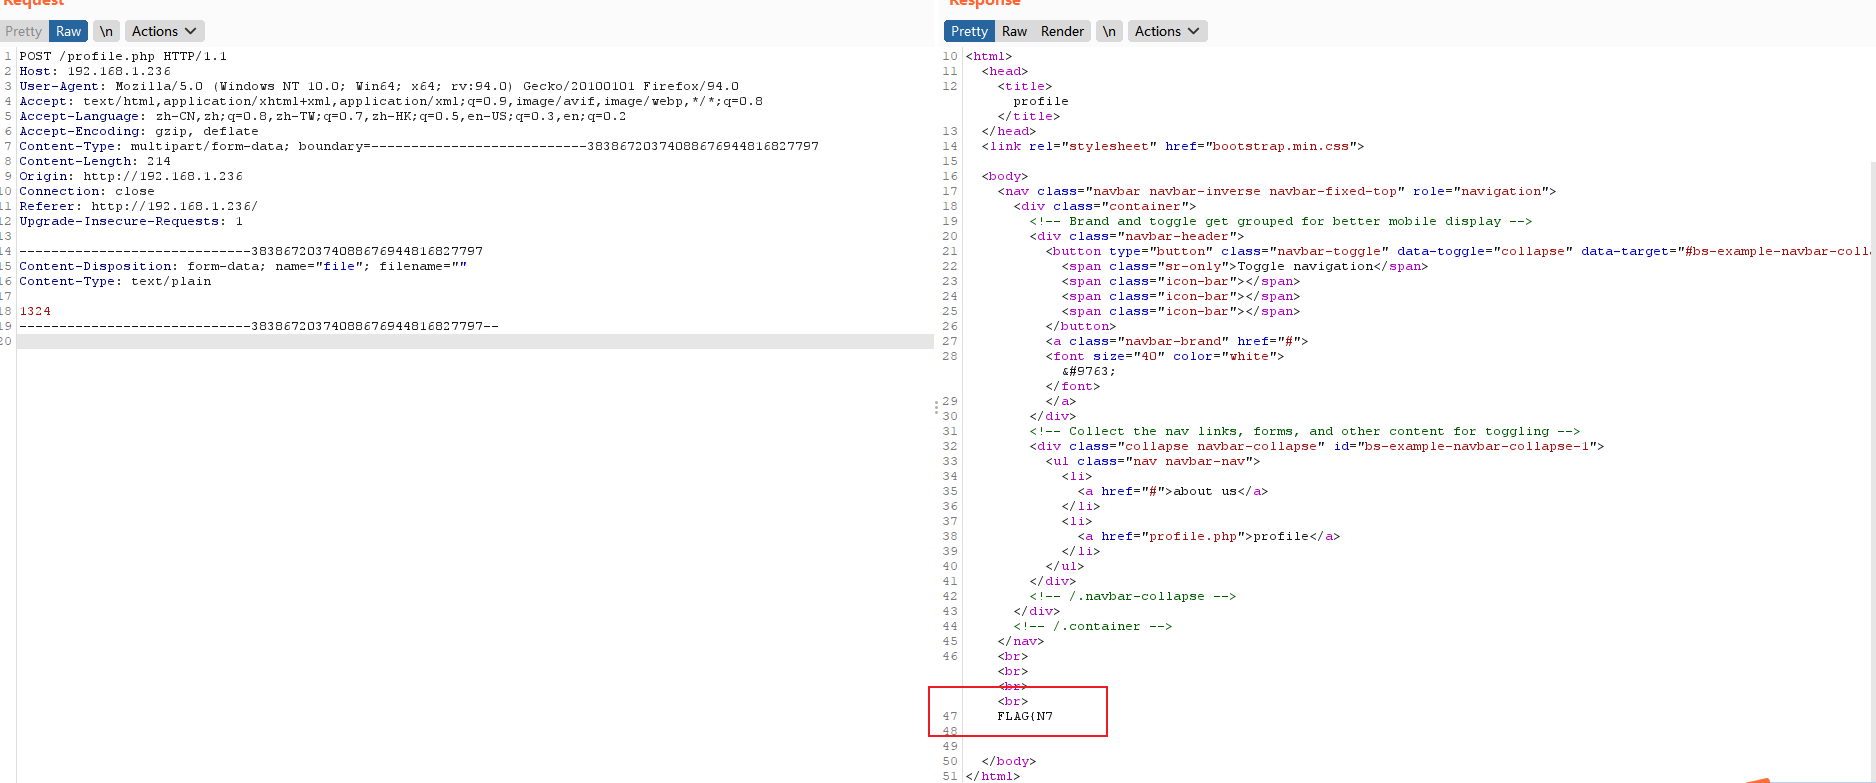 Request
Pretty Raw \n Actions
1 POST /profile.php HTTP/1.1
2 Host: 192.168.1.236
3 User-Agent: Mozilla/5.0 (Windows NT 10.0; Win64; x64; rv:94.0) Gecko/20100101 Firefox/94.0
4 Accept: text/html,application/xhtml+xml,application/xml;q=0.9,image/avif,image/webp,*/*;q=0.8
5 Accept-Language: zh-CN,zh;q=0.8,zh-TW;q=0.7,zh-HK;q=0.5,en-US;q=0.3,en;q=0.2
6 Accept-Encoding: gzip, deflate
7 Content-Type: multipart/form-data; boundary=---------------------------383867203740886769448168​27797
8 Content-Length: 214
9 Origin: http://192.168.1.236
10 Connection: close
11 Referer: http://192.168.1.236/
12 Upgrade-Insecure-Requests: 1
13
14 -----------------------------38386720374088676944816827797
15 Content-Disposition: form-data; name="file"; filename=""
16 Content-Type: text/plain
17
18 1324
19 -----------------------------38386720374088676944816827797--
20
Response
Pretty Raw Render \n Actions
10 <html>
11 <head>
12 <title>
profile
</title>
13 </head>
14 <link rel="stylesheet" href="bootstrap.min.css">
15
16 <body>
17 <nav class="navbar navbar-inverse navbar-fixed-top" role="navigation">
18 <div class="container">
19 <!-- Brand and toggle get grouped for better mobile display -->
20 <div class="navbar-header">
21 <button type="button" class="navbar-toggle" data-toggle="collapse" data-target="#bs-example-navbar-colla
22 <span class="sr-only">Toggle navigation</span>
23 <span class="icon-bar"></span>
24 <span class="icon-bar"></span>
25 <span class="icon-bar"></span>
26 </button>
27 <a class="navbar-brand" href="#">
28 <font size="40" color="white">
&#9763;
</font>
29 </a>
30 </div>
31 <!-- Collect the nav links, forms, and other content for toggling -->
32 <div class="collapse navbar-collapse" id="bs-example-navbar-collapse-1">
33 <ul class="nav navbar-nav">
34 <li>
35 <a href="#">about us</a>
36 </li>
37 <li>
38 <a href="profile.php">profile</a>
39 </li>
40 </ul>
41 </div>
42 <!-- /.navbar-collapse -->
43 </div>
44 <!-- /.container -->
45 </nav>
46 <br>
<br>
<br>
<br>
47 FLAG{N7
48
49
50 </body>
51 </html>